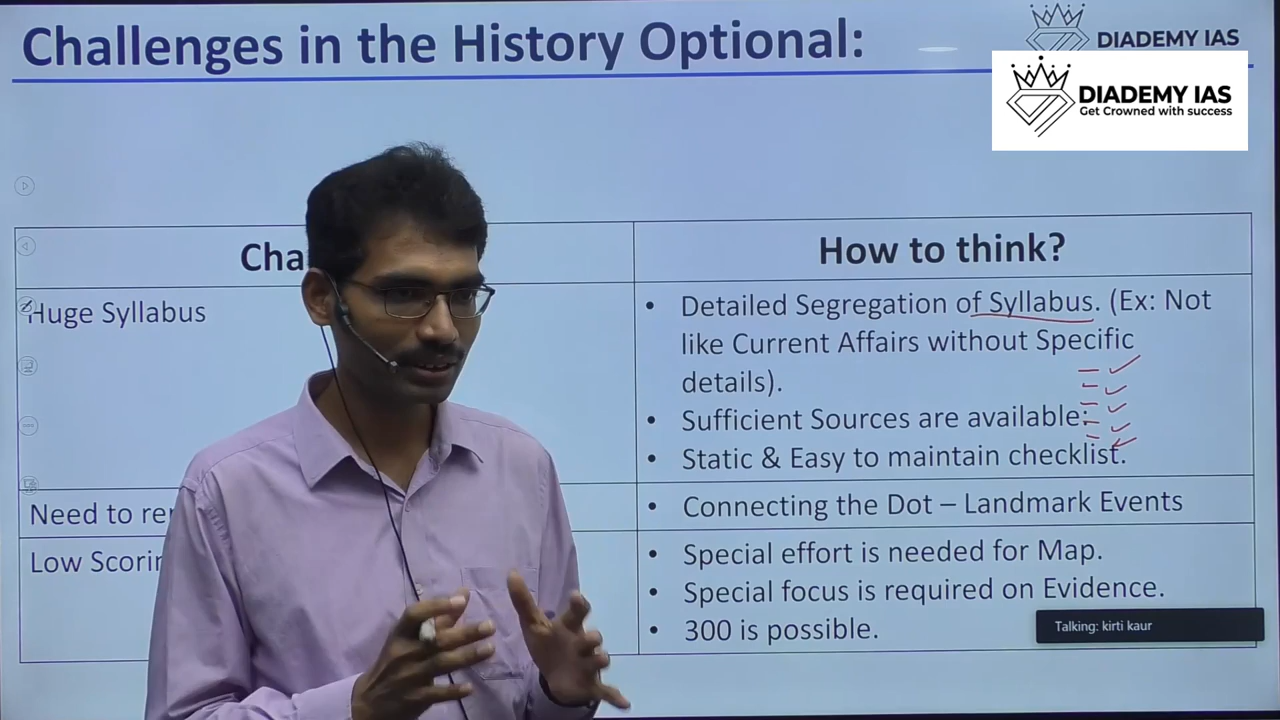 Challenges in the History Optional:
DIADEMY IAS
DIADEMY IAS
Get Crowned with success
How to think?
Huge Syllabus
• Detailed Segregation of Syllabus. (Ex: Not
like Current Affairs without Specific
details).
• Sufficient Sources are available.
• Static & Easy to maintain checklist.
Need to
• Connecting the Dot – Landmark Events
Low
• Special effort is needed for Map.
• Special focus is required on Evidence.
• 300 is possible.
Talking: kirti kaur